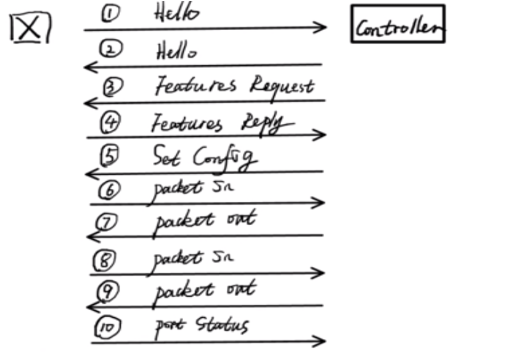 X
① Hello
Controller
② Hello
③ Features Request
④ Features Reply
⑤ Set Config
⑥ packet In
⑦ packet out
⑧ packet In
⑨ packet out
⑩ port Status